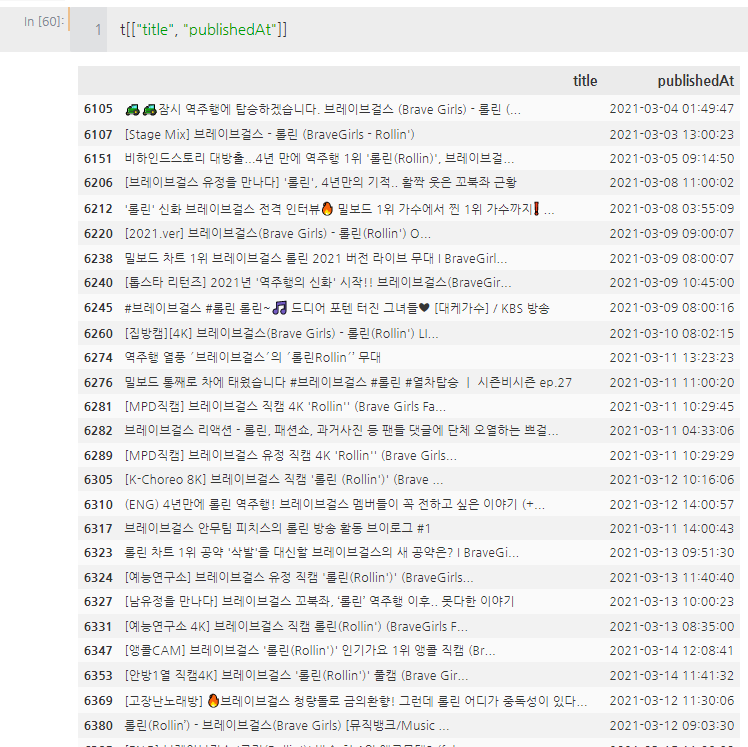 In [60]: 1 t[["title", "publishedAt"]]
title publishedAt
6105 🚜🚜잠시 역주행에 탑승하겠습니다. 브레이브걸스 (Brave Girls) - 롤린 (... 2021-03-04 01:49:47
6107 [Stage Mix] 브레이브걸스 - 롤린 (BraveGirls - Rollin') 2021-03-03 13:00:23
6151 비하인드스토리 대방출...4년 만에 역주행 1위 '롤린(Rollin)', 브레이브걸... 2021-03-05 09:14:50
6206 [브레이브걸스 유정을 만나다] '롤린', 4년만의 기적.. 활짝 웃은 꼬북좌 근황 2021-03-08 11:00:02
6212 '롤린' 신화 브레이브걸스 전격 인터뷰🔥 밀보드 1위 가수에서 찐 1위 가수까지❗ ... 2021-03-08 03:55:09
6220 [2021.ver] 브레이브걸스(Brave Girls) - 롤린(Rollin') O... 2021-03-09 09:00:07
6238 밀보드 차트 1위 브레이브걸스 롤린 2021 버전 라이브 무대 l BraveGirl... 2021-03-09 08:00:07
6240 [톱스타 리턴즈] 2021년 '역주행의 신화' 시작!! 브레이브걸스(BraveGir... 2021-03-09 10:45:00
6245 #브레이브걸스 #롤린 롤린~🎵 드디어 포텐 터진 그녀들♥ [대케가수] / KBS 방송 2021-03-09 08:00:16
6260 [집방캠][4K] 브레이브걸스(Brave Girls) - 롤린(Rollin') LI... 2021-03-10 08:02:15
6274 역주행 열풍 ´브레이브걸스´의 ´롤린Rollin´' 무대 2021-03-11 13:23:23
6276 밀보드 통째로 차에 태웠습니다 #브레이브걸스 #롤린 #열차탑승 ㅣ 시즌비시즌 ep.27 2021-03-11 11:00:20
6281 [MPD직캠] 브레이브걸스 직캠 4K 'Rollin'' (Brave Girls Fa... 2021-03-11 10:29:45
6282 브레이브걸스 리액션 - 롤린, 패션쇼, 과거사진 등 팬들 댓글에 단체 오열하는 쁘걸... 2021-03-11 04:33:06
6289 [MPD직캠] 브레이브걸스 유정 직캠 4K 'Rollin'' (Brave Girls... 2021-03-11 10:29:29
6305 [K-Choreo 8K] 브레이브걸스 직캠 '롤린 (Rollin')' (Brave ... 2021-03-12 10:16:06
6310 (ENG) 4년만에 롤린 역주행! 브레이브걸스 멤버들이 꼭 전하고 싶은 이야기 (+... 2021-03-12 14:00:57
6317 브레이브걸스 안무팀 피치스의 롤린 방송 활동 브이로그 #1 2021-03-11 14:00:43
6323 롤린 차트 1위 공약 '삭발'을 대신할 브레이브걸스의 새 공약은? l BraveGi... 2021-03-13 09:51:30
6324 [예능연구소] 브레이브걸스 유정 직캠 '롤린(Rollin')' (BraveGirls... 2021-03-13 11:40:40
6327 [남유정을 만나다] 브레이브걸스 꼬북좌, ‘롤린’ 역주행 이후.. 못다한 이야기 2021-03-13 10:00:23
6331 [예능연구소 4K] 브레이브걸스 직캠 롤린(Rollin') (BraveGirls F... 2021-03-13 08:35:00
6347 [앵콜CAM] 브레이브걸스 '롤린(Rollin')' 인기가요 1위 앵콜 직캠 (Br... 2021-03-14 12:08:41
6353 [안방1열 직캠4K] 브레이브걸스 '롤린(Rollin')' 풀캠 (Brave Gir... 2021-03-14 11:41:32
6369 [고장난노래방] 🔥브레이브걸스 청량돌로 금의환향! 그런데 롤린 어디가 중독성이 있다... 2021-03-12 11:30:06
6380 롤린(Rollin’) - 브레이브걸스(Brave Girls) [뮤직뱅크/Music ... 2021-03-12 09:03:30